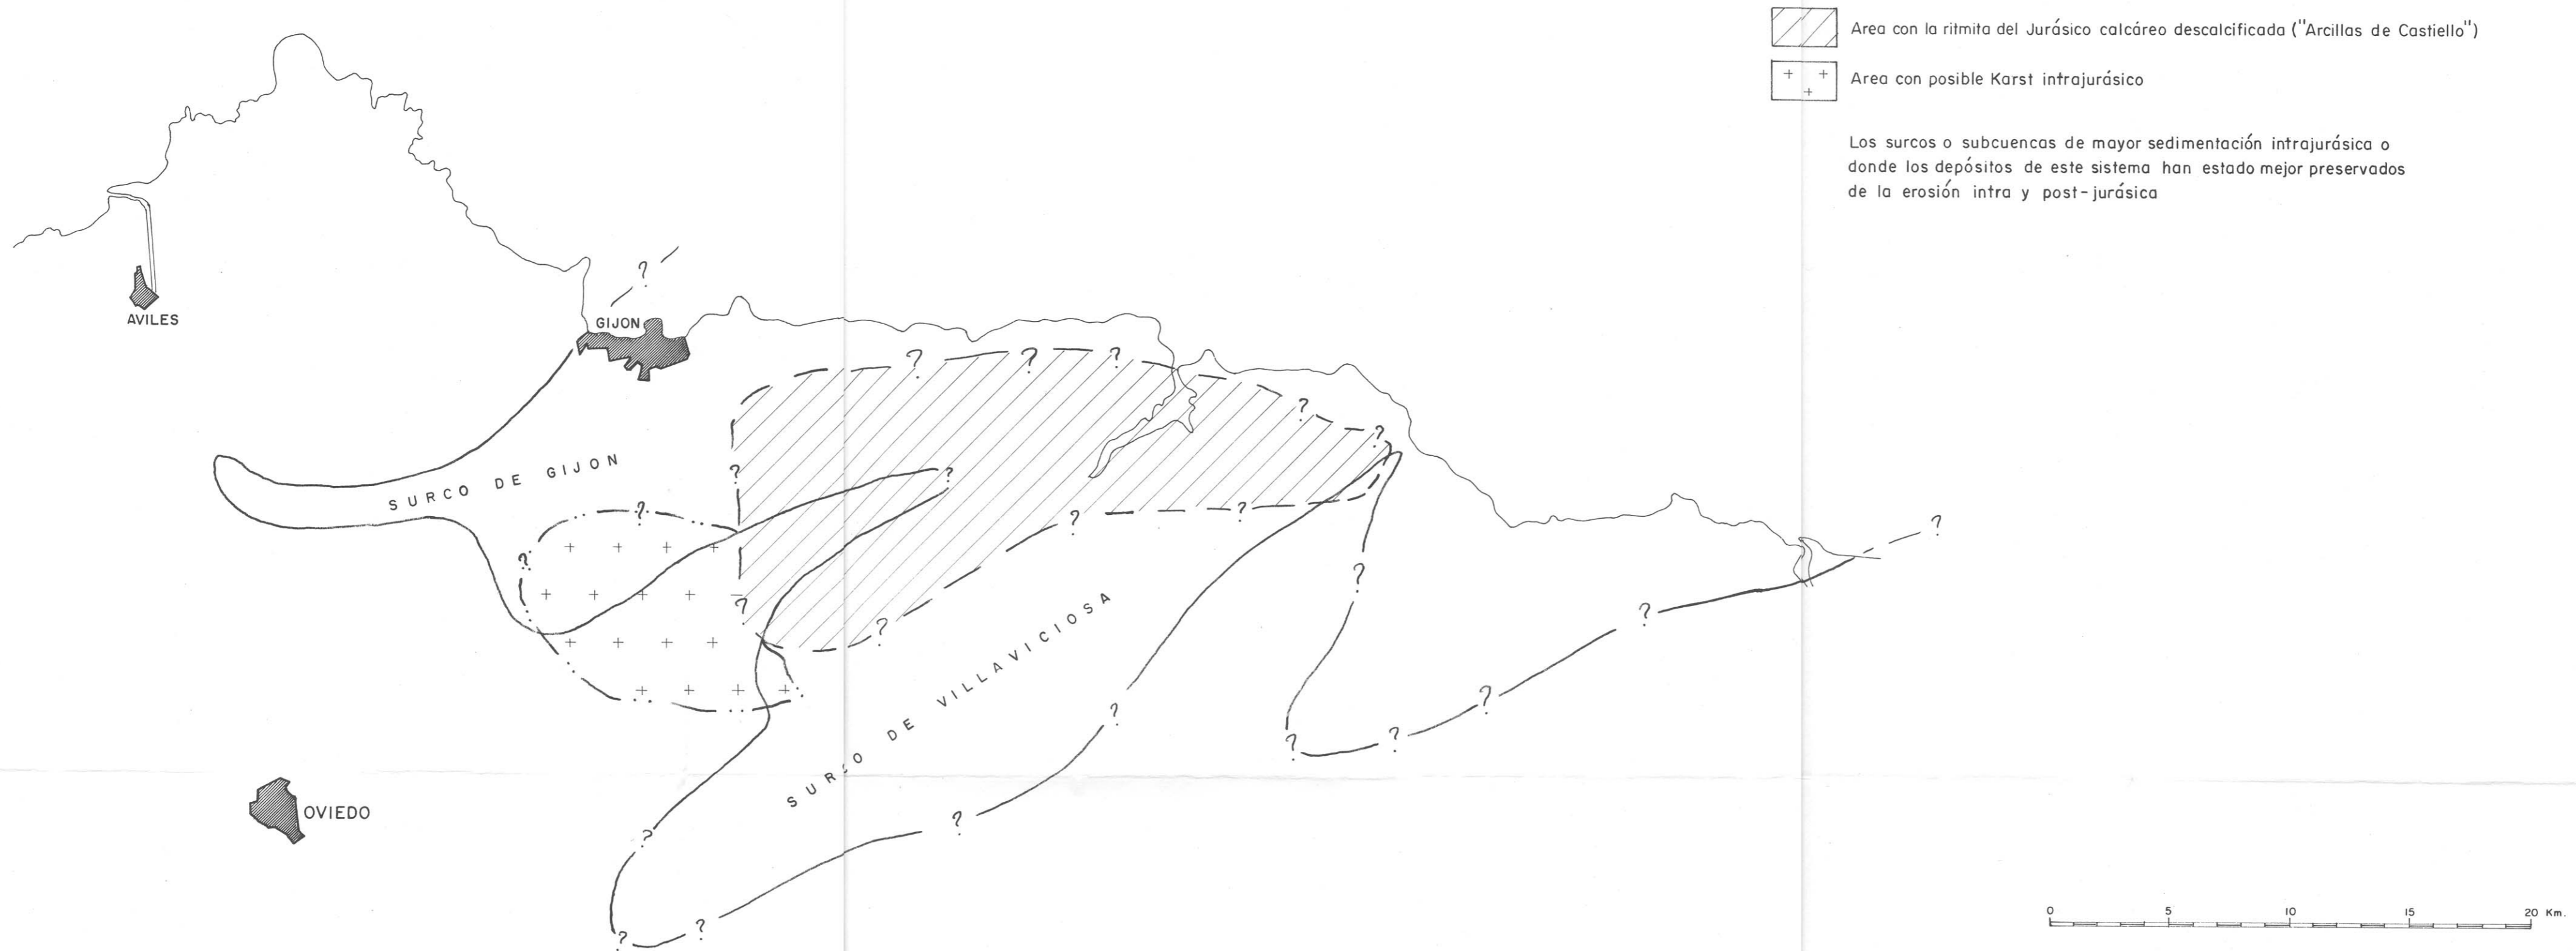 Area con la ritmita del Jurásico calcáreo descalcificada ("Arcillas de Castiello")
+ +
+
Area con posible Karst intrajurásico
Los surcos o subcuencas de mayor sedimentación intrajurásica o
donde los depósitos de este sistema han estado mejor preservados
de la erosión intra y post-jurásica
?
AVILES
GIJON
? ? ?
?
?
SURCO DE GIJON
? ?
?
? ?
?
?
?
?
?
?
SURCO DE VILLAVICIOSA
?
?
?
? ?
OVIEDO
?
?
? ?
0 5 10 15 20 Km.